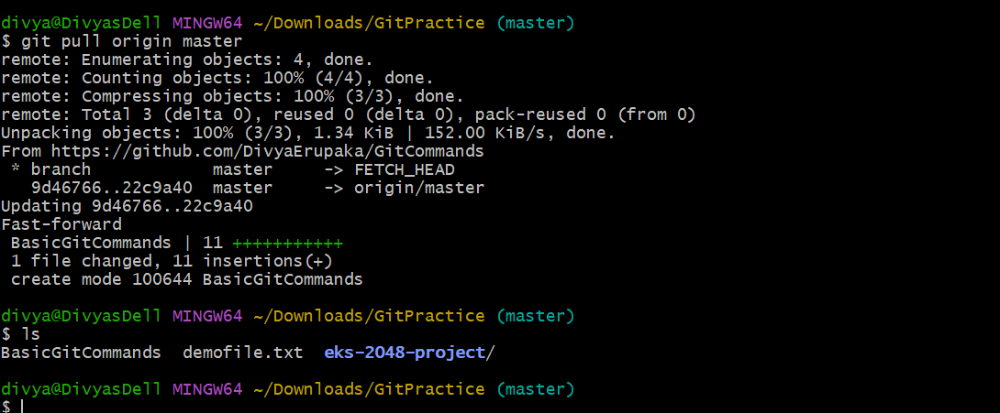 divya@DivyasDell MINGW64 ~/Downloads/GitPractice (master)
$ git pull origin master
remote: Enumerating objects: 4, done.
remote: Counting objects: 100% (4/4), done.
remote: Compressing objects: 100% (3/3), done.
remote: Total 3 (delta 0), reused 0 (delta 0), pack-reused 0 (from 0)
Unpacking objects: 100% (3/3), 1.34 KiB | 152.00 KiB/s, done.
From https://github.com/DivyaErupaka/GitCommands
 * branch            master     -> FETCH_HEAD
   9d46766..22c9a40  master     -> origin/master
Updating 9d46766..22c9a40
Fast-forward
 BasicGitCommands | 11 +++++++++++
 1 file changed, 11 insertions(+)
 create mode 100644 BasicGitCommands
divya@DivyasDell MINGW64 ~/Downloads/GitPractice (master)
$ ls
BasicGitCommands  demofile.txt  eks-2048-project/
divya@DivyasDell MINGW64 ~/Downloads/GitPractice (master)
$